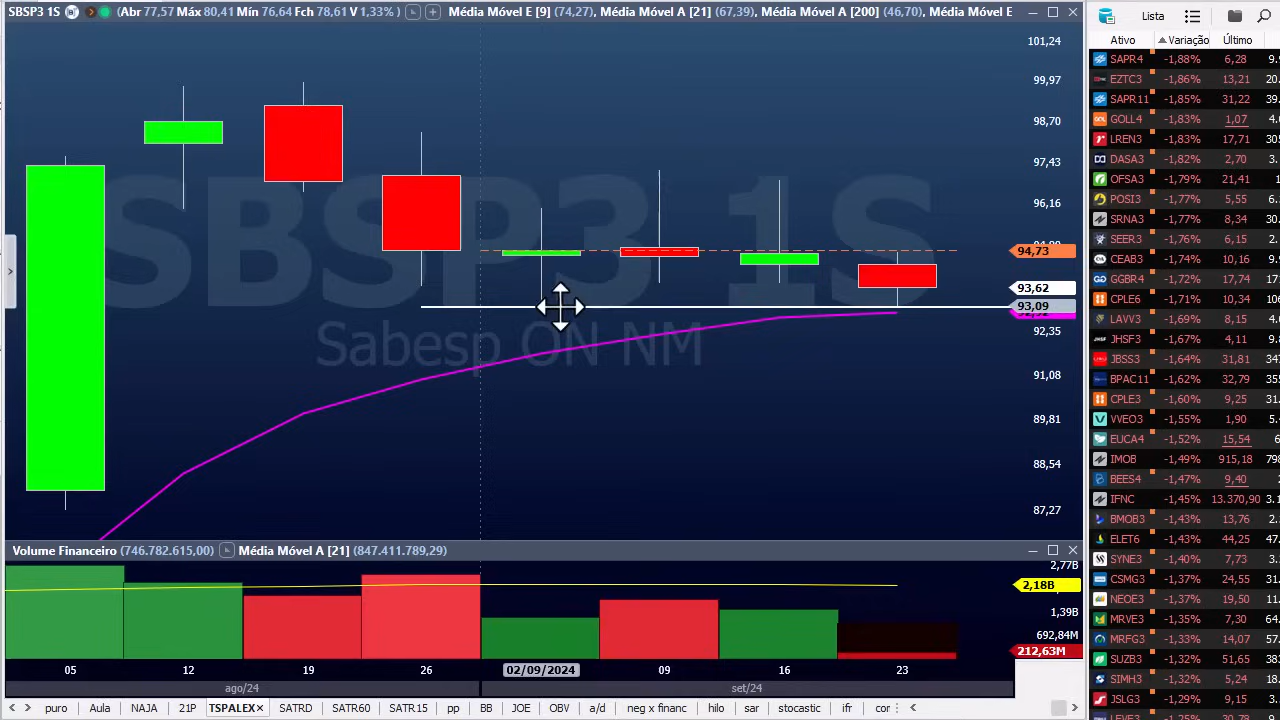 SBSP3 1S (Abr 77,57 Máx 80,41 Mín 76,64 Fch 78,61 V 1,33% ) Média Móvel E [9] (74,27), Média Móvel A [21] (67,39), Média Móvel A [200] (46,70), Média Móvel E
101,24
99,97
98,70
97,43
96,16
94,73
93,62
93,09
92,35
91,08
89,81
88,54
87,27
SBSP3 1S
Sabesp ON NM
Volume Financeiro (746.782.615,00) Média Móvel A [21] (847.411.789,29)
2,77B
2,18B
1,39B
692,84M
212,63M
05 12 19 26 02/09/2024 09 16 23
ago/24 set/24
puro Aula NAJA 21P TSPALEX SATRD SATR60 SATRJSL pp JOE OBV a/d neg x financ hilo sar stocastic ifr
Lista
Ativo Variação Último
SAPR4 -1,88% 6,28
EZTC3 -1,86% 13,21
SAPR11 -1,85% 31,22
GOLL4 -1,83% 1,07
LREN3 -1,83% 17,71
DASA3 -1,82% 2,70
OFSA3 -1,79% 21,41
POSI3 -1,77% 5,55
SRNA3 -1,77% 8,34
SEER3 -1,76% 6,15
CEAB3 -1,74% 10,16
GGBR4 -1,72% 17,74
CPLE6 -1,71% 10,34
LAVV3 -1,69% 8,15
JHSF3 -1,67% 4,11
JBSS3 -1,64% 31,81
BPAC11 -1,62% 32,79
CPLE3 -1,60% 9,25
VVEO3 -1,55% 1,90
EUCA4 -1,52% 15,54
IMOB -1,49% 915,18
BEES4 -1,47% 9,40
IFNC -1,45% 13.370,90
BMOB3 -1,43% 13,76
ELET6 -1,43% 44,25
SYNE3 -1,40% 7,73
CSMG3 -1,37% 24,55
NEOE3 -1,37% 19,50
MRVE3 -1,35% 7,30
MRFG3 -1,33% 14,07
SUZB3 -1,32% 51,65
SIMH3 -1,32% 5,24
JSLG3 -1,29% 9,15